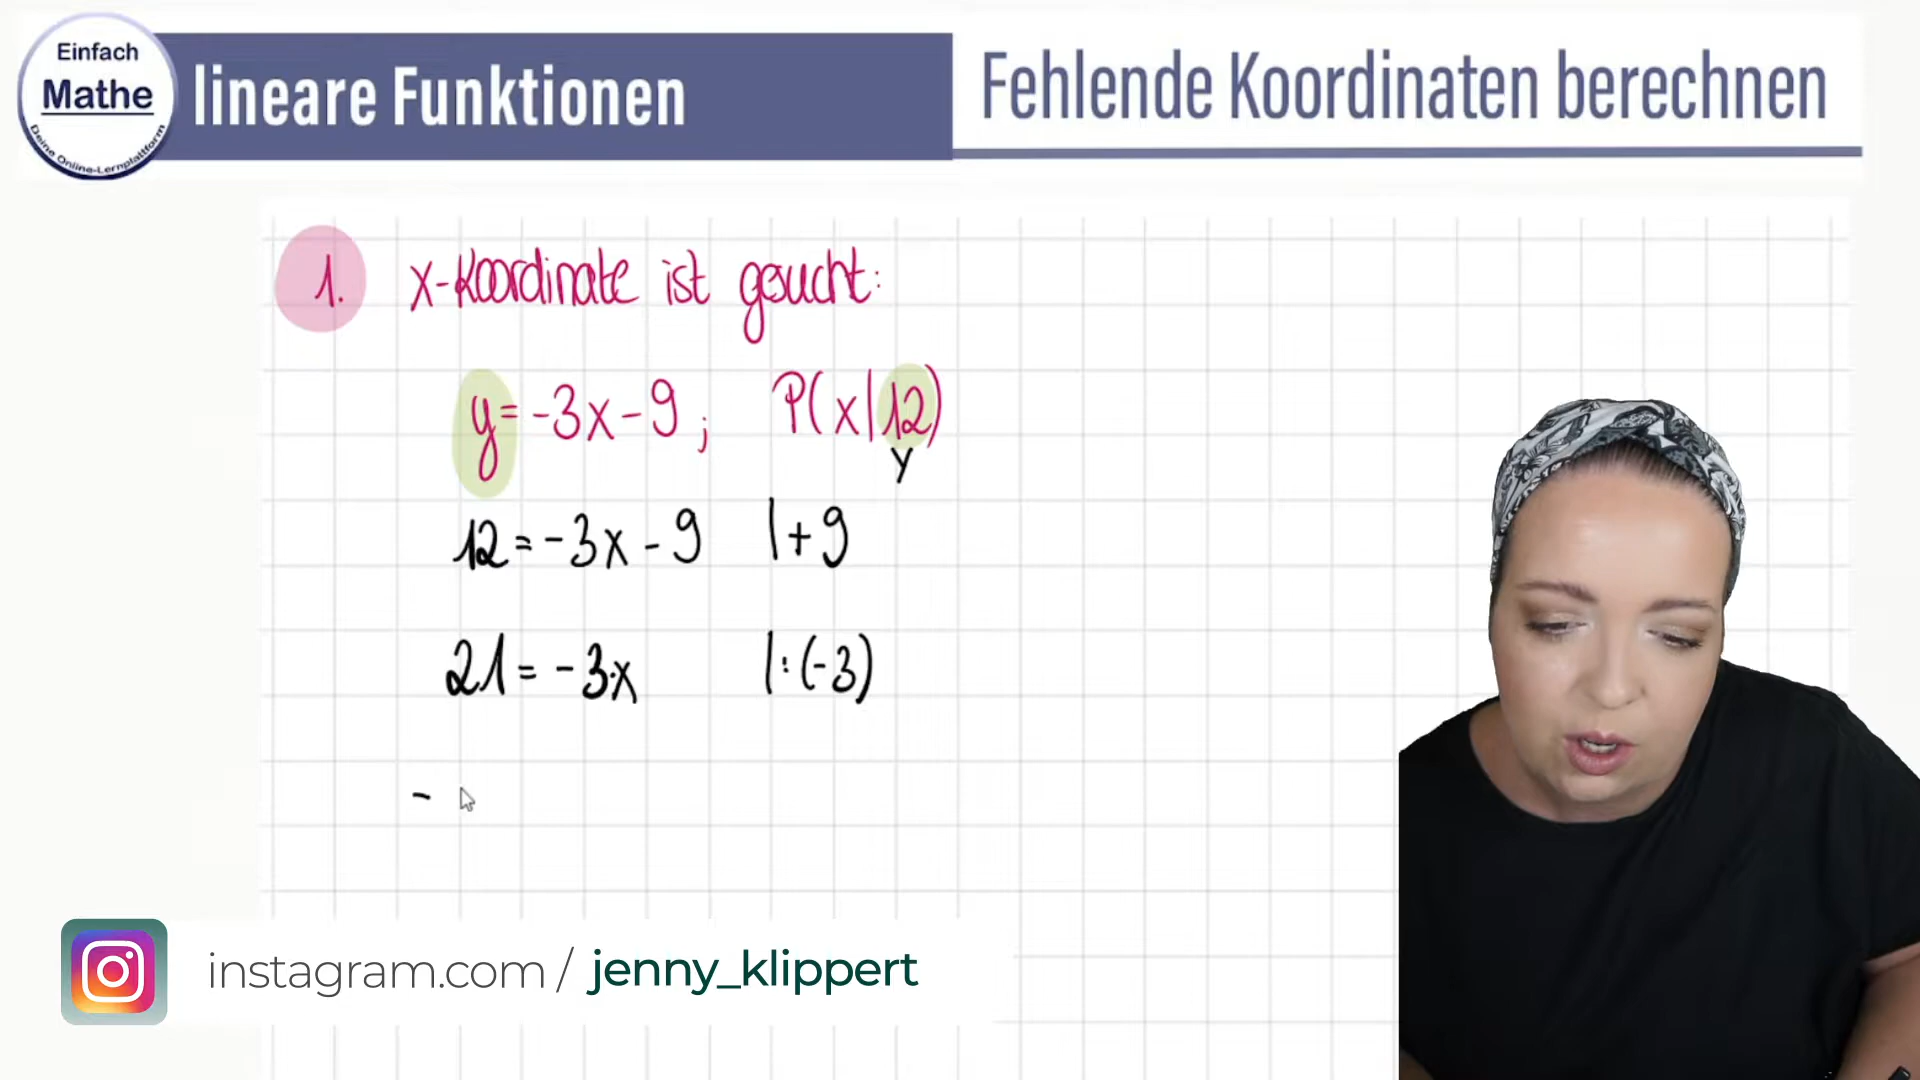 Einfach
Mathe
Deine Online-Lernplattform
lineare Funktionen
Fehlende Koordinaten berechnen
1. x-Koordinate ist gesucht:
y = -3x - 9 ; P( x | 12 )
y
12 = -3x - 9 | + 9
21 = -3·x | : (-3)
-
instagram.com / jenny_klippert